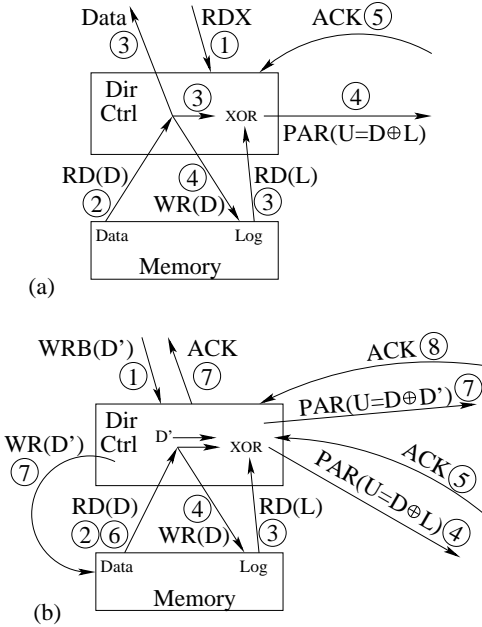 Data ③
RDX ①
ACK ⑤
Dir Ctrl
③
XOR
④
PAR(U=D⊕L)
RD(D) ②
④ WR(D)
RD(L) ③
Data
Log
Memory
(a)
WRB(D') ①
ACK ⑦
ACK ⑧
PAR(U=D⊕D') ⑦
WR(D') ⑦
Dir Ctrl
D'
XOR
ACK ⑤
PAR(U=D⊕L) ④
RD(D) ② ⑥
④ WR(D)
RD(L) ③
Data
Log
Memory
(b)